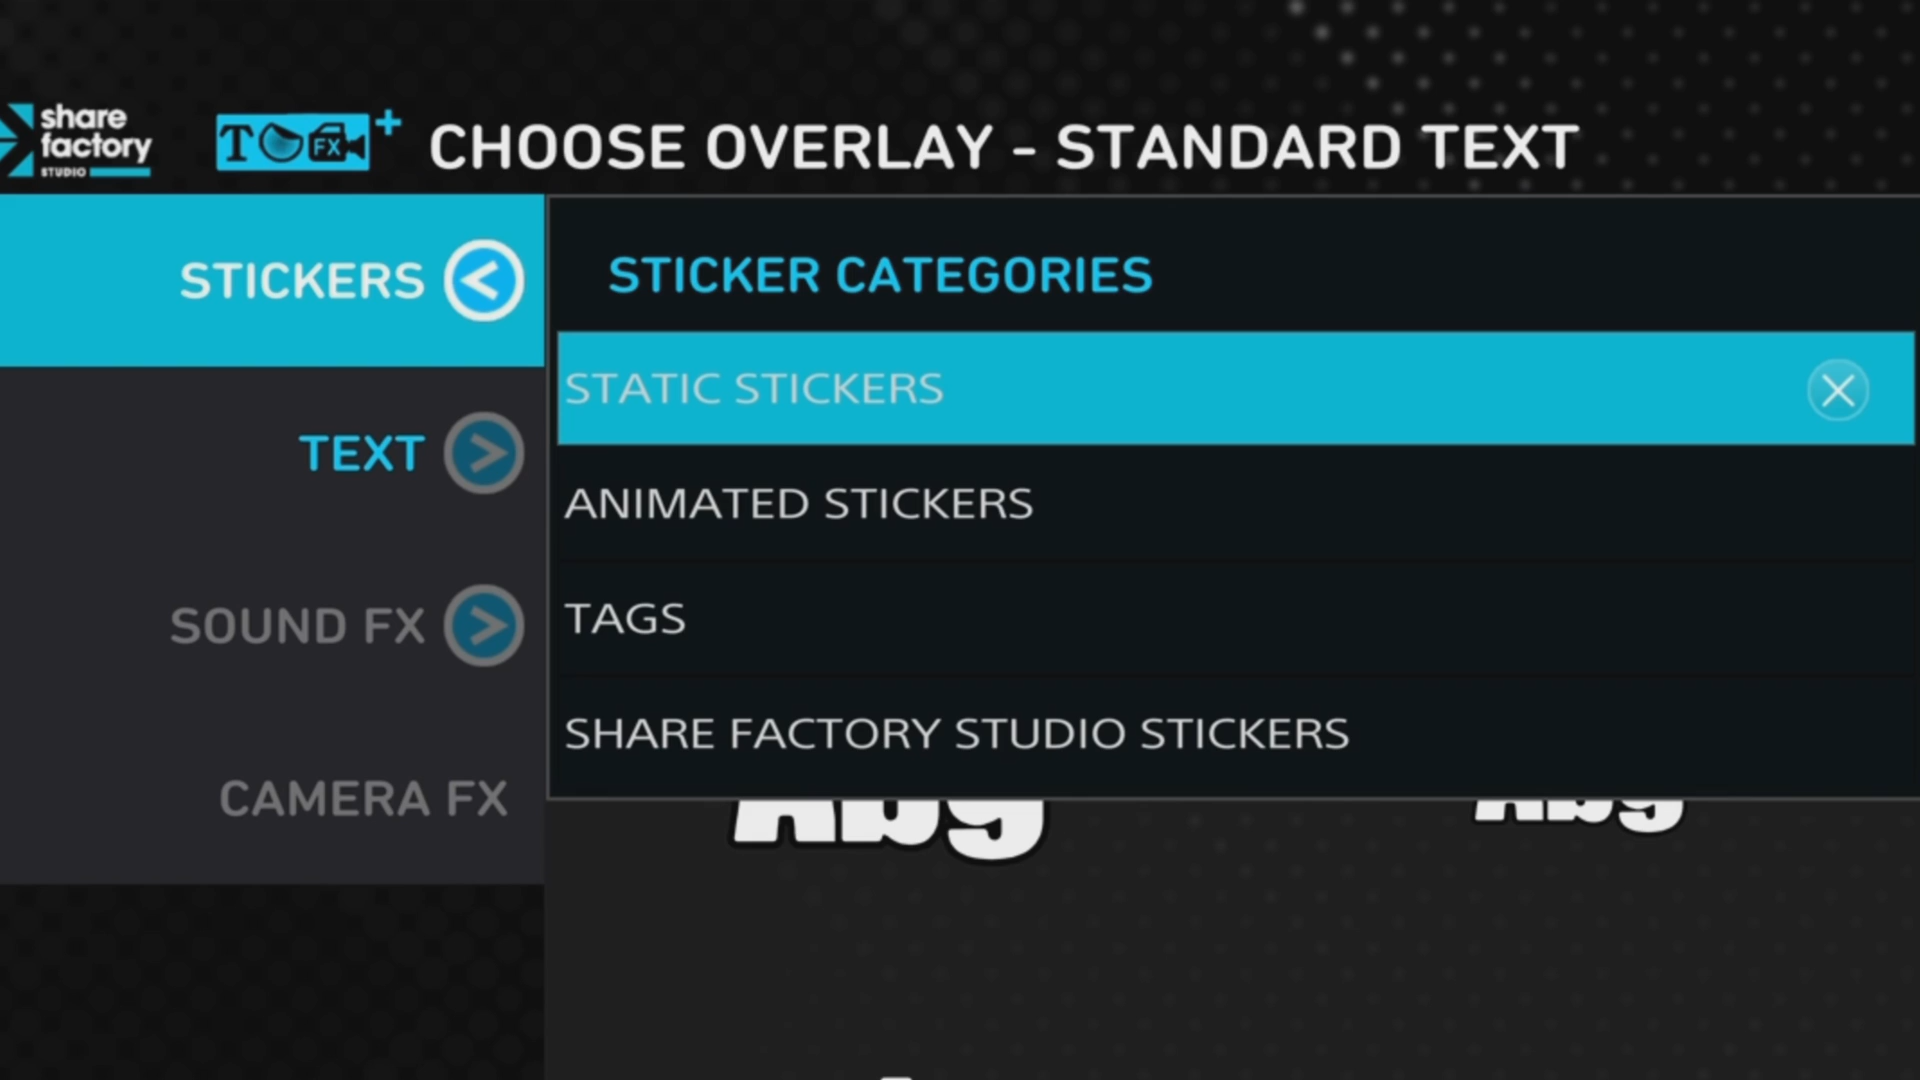 share
factory
STUDIO
T FX +
CHOOSE OVERLAY - STANDARD TEXT
STICKERS <
TEXT >
SOUND FX >
CAMERA FX
STICKER CATEGORIES
STATIC STICKERS
ANIMATED STICKERS
TAGS
SHARE FACTORY STUDIO STICKERS